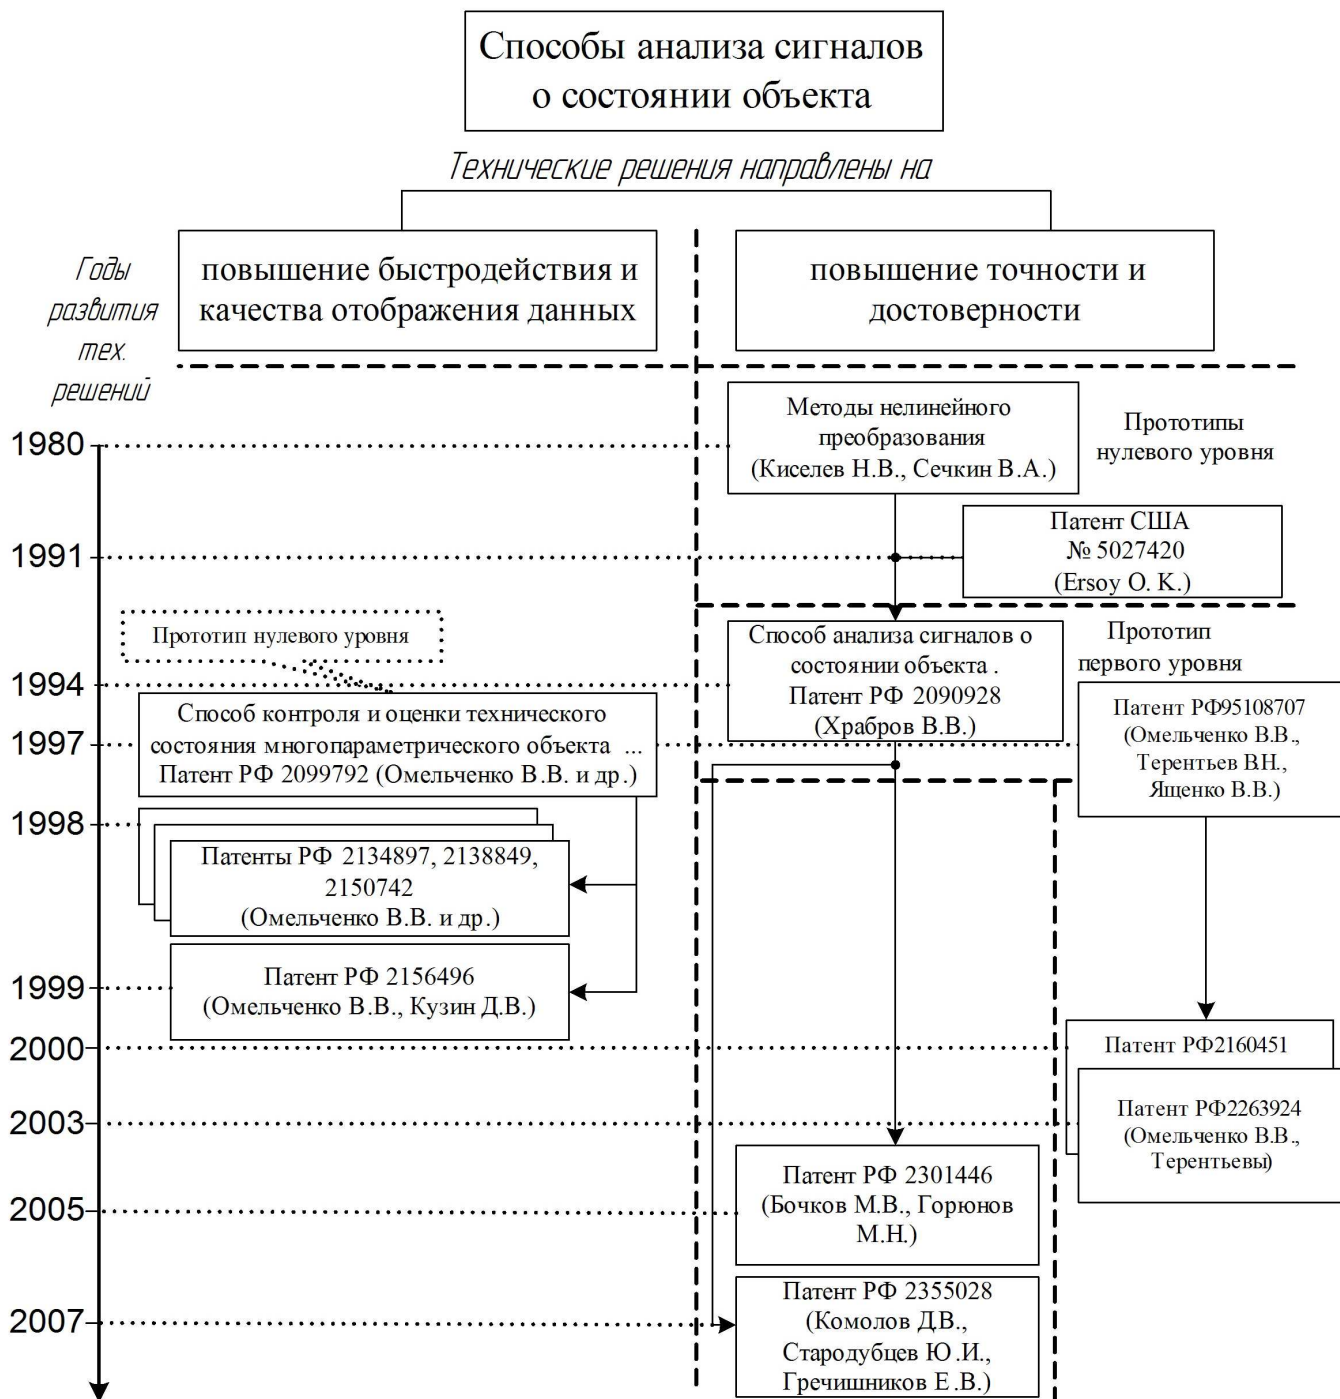 Способы анализа сигналов
о состоянии объекта
Технические решения направлены на
Годы
развития
тех.
решений
повышение быстродействия и
качества отображения данных
повышение точности и
достоверности
Методы нелинейного
преобразования
(Киселев Н.В., Сечкин В.А.)
Прототипы
нулевого уровня
1980
Патент США
№ 5027420
(Ersoy O. K.)
1991
Прототип нулевого уровня
Способ анализа сигналов о
состоянии объекта .
Патент РФ 2090928
(Храбров В.В.)
Прототип
первого уровня
1994
Способ контроля и оценки технического
состояния многопараметрического объекта ...
Патент РФ 2099792 (Омельченко В.В. и др.)
Патент РФ95108707
(Омельченко В.В.,
Терентьев В.Н.,
Ященко В.В.)
1997
1998
Патенты РФ 2134897, 2138849,
2150742
(Омельченко В.В. и др.)
Патент РФ 2156496
(Омельченко В.В., Кузин Д.В.)
1999
2000
Патент РФ2160451
Патент РФ2263924
(Омельченко В.В.,
Терентьевы)
2003
Патент РФ 2301446
(Бочков М.В., Горюнов
М.Н.)
2005
Патент РФ 2355028
(Комолов Д.В.,
Стародубцев Ю.И.,
Гречишников Е.В.)
2007